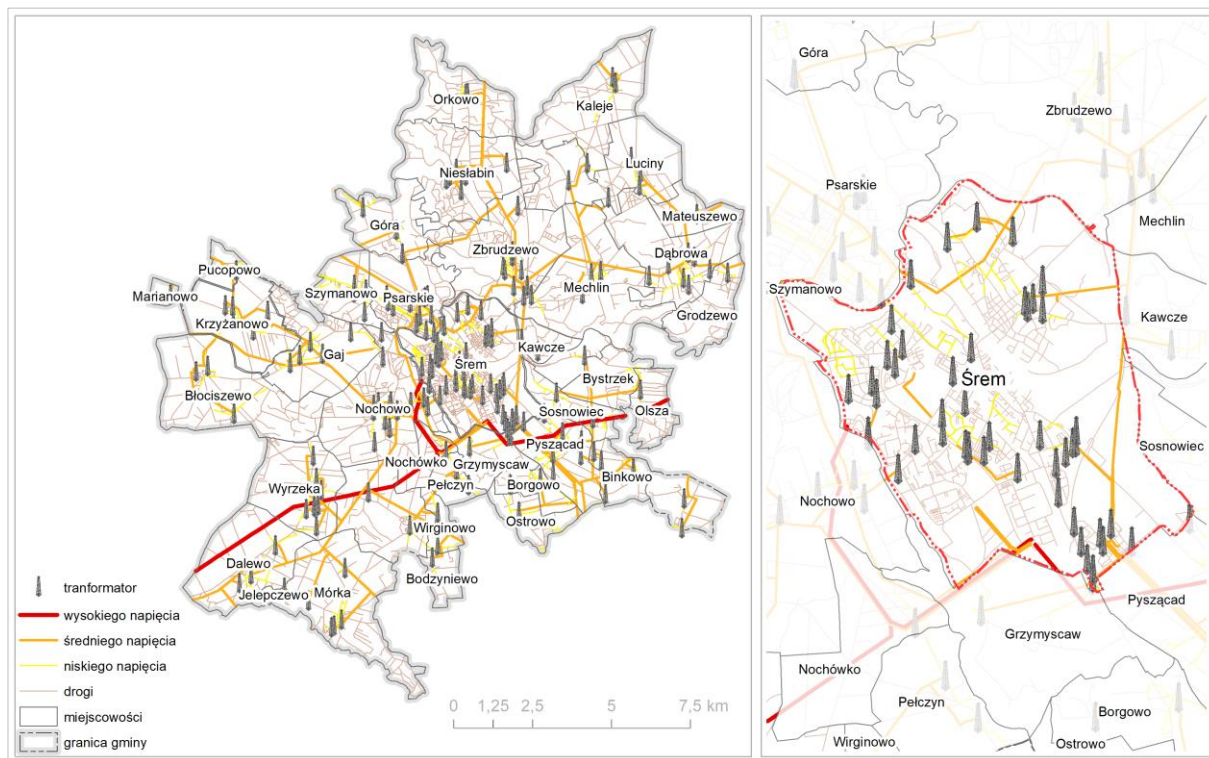 Orkowo
Kaleje
Niesłabin
Luciny
Mateuszewo
Góra
Zbrudzewo
Dąbrowa
Pucopowo
Marianowo
Szymanowo
Psarskie
Mechlin
Grodzewo
Krzyżanowo
Gaj
Kawcze
Śrem
Bystrzek
Błociszewo
Nochowo
Sosnowiec
Olsza
Pysząсad
Nochówko
Grzymyscaw
Wyrzeka
Pełczyn
Borgowo
Binkowo
Ostrowo
Wirginowo
Dalewo
Bodzyniewo
Jelepczewo
Mórka
tranformator
wysokiego napięcia
średniego napięcia
niskiego napięcia
drogi
miejscowości
granica gminy
0 1,25 2,5 5 7,5 km
Góra
Zbrudzewo
Psarskie
Mechlin
Szymanowo
Kawcze
Śrem
Sosnowiec
Nochowo
Pyszącad
Grzymyscaw
Nochówko
Pełczyn
Borgowo
Wirginowo
Ostrowo